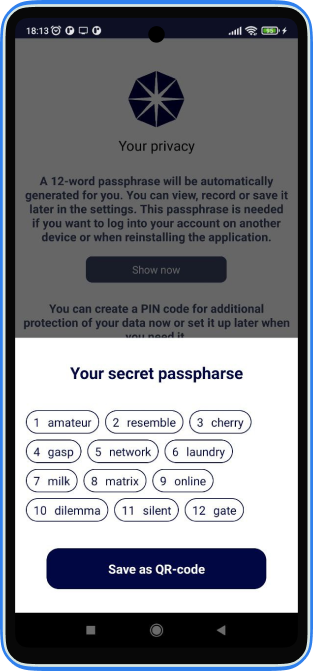 18:13
95
Your privacy
A 12-word passphrase will be automatically
generated for you. You can view, record or save it
later in the settings. This passphrase is needed
if you want to log into your account on another
device or when reinstalling the application.
Show now
You can create a PIN code for additional
protection of your data now or set it up later when
you need it
Your secret passpharse
1 amateur 2 resemble 3 cherry
4 gasp 5 network 6 laundry
7 milk 8 matrix 9 online
10 dilemma 11 silent 12 gate
Save as QR-code